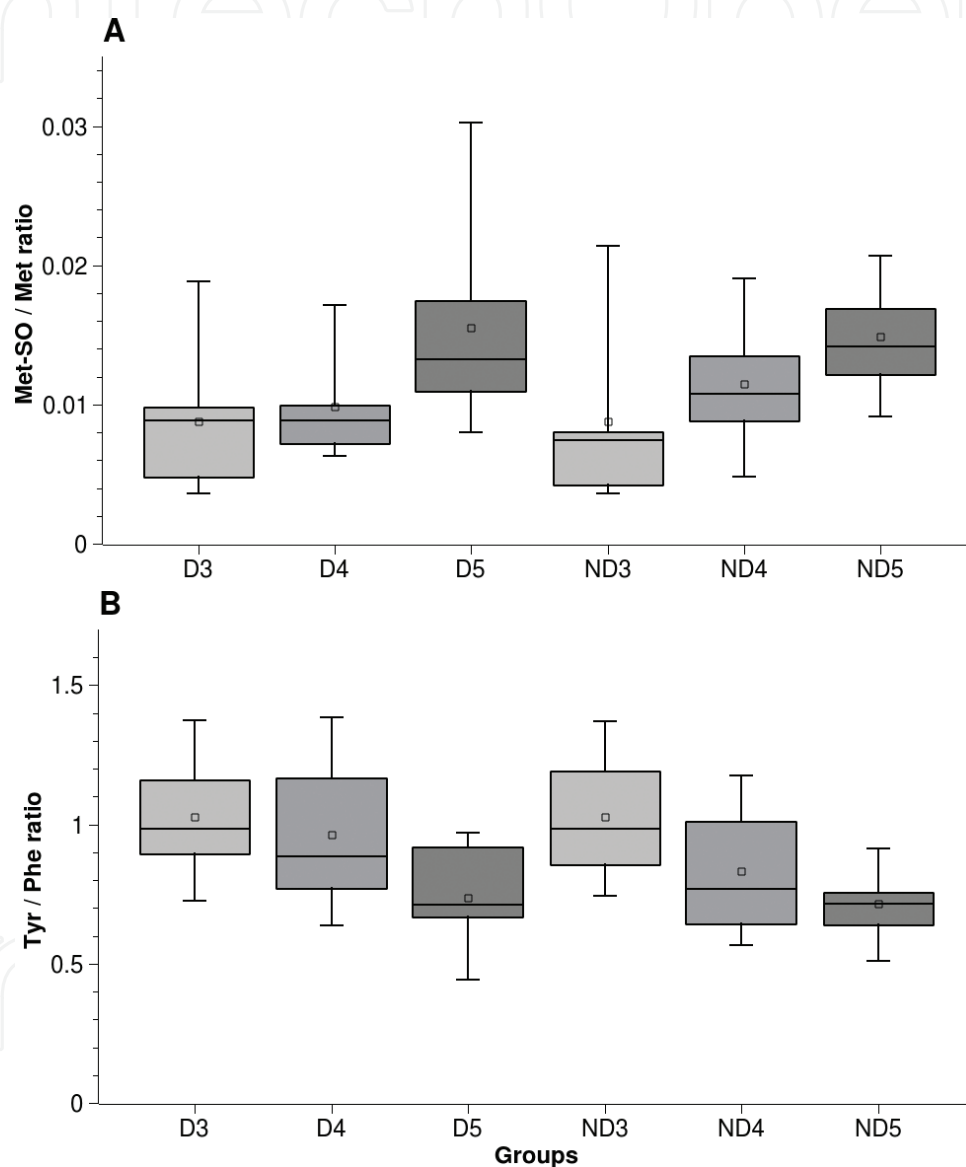 A
Met-SO / Met ratio
0.03
0.02
0.01
0
D3 D4 D5 ND3 ND4 ND5
B
Tyr / Phe ratio
1.5
1
0.5
0
D3 D4 D5 ND3 ND4 ND5
Groups